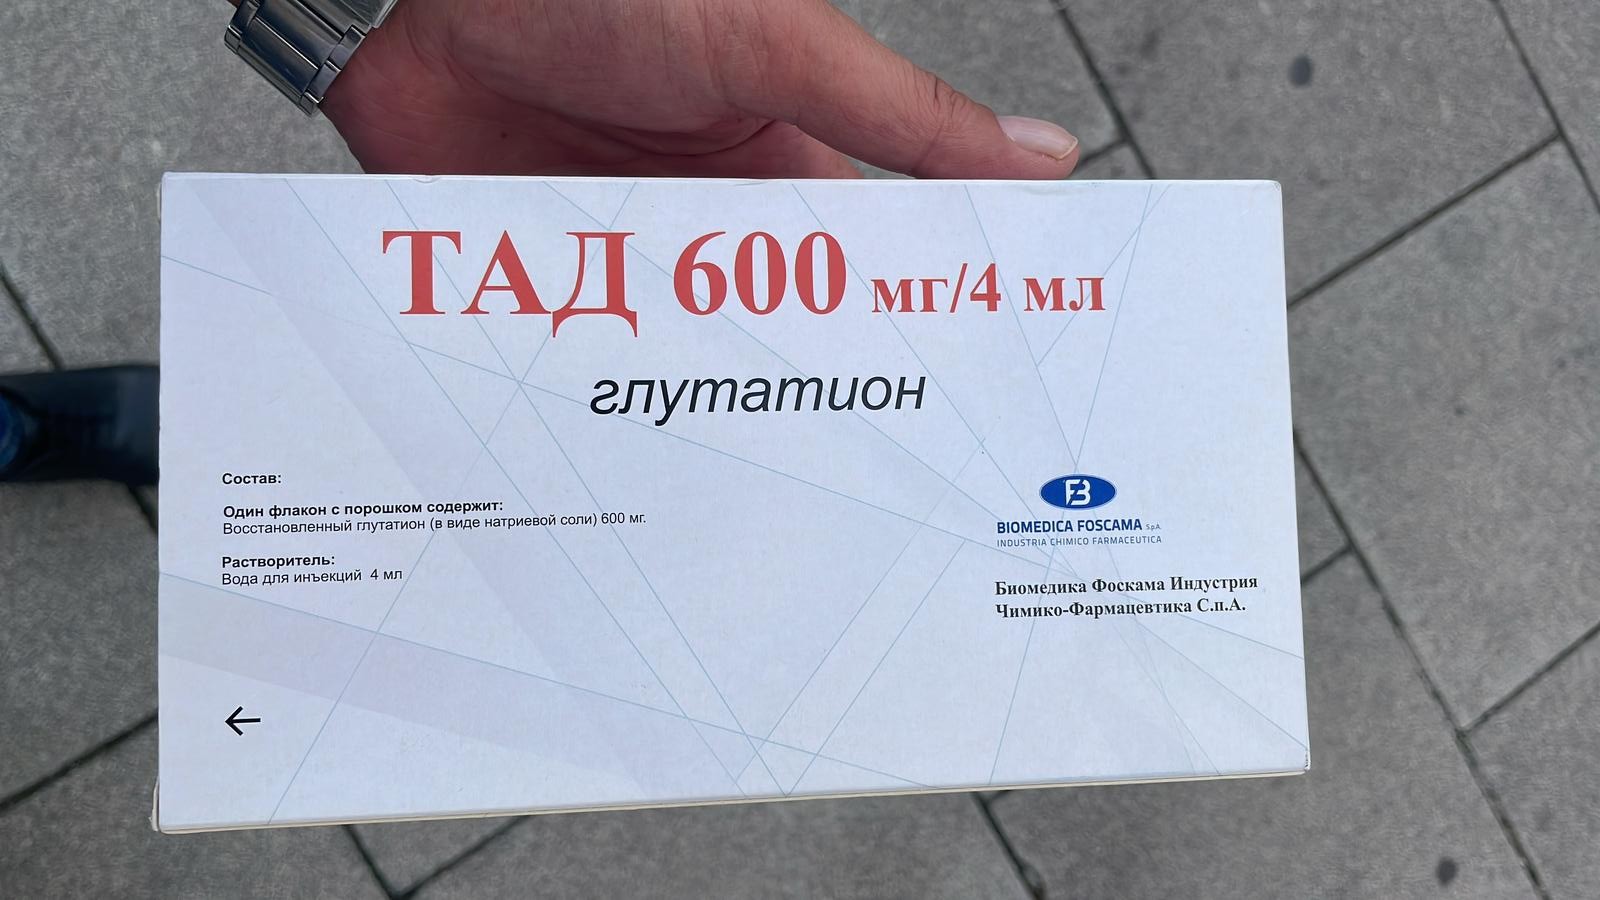 ТАД 600 мг/4 мл
глутатион
Состав:
Один флакон с порошком содержит:
Восстановленный глутатион (в виде натриевой соли) 600 мг.
Растворитель:
Вода для инъекций 4 мл
FB
BIOMEDICA FOSCAMA S.p.A.
INDUSTRIA CHIMICO FARMACEUTICA
Биомедика Фоскама Индустрия
Чимико-Фармацевтика С.п.А.